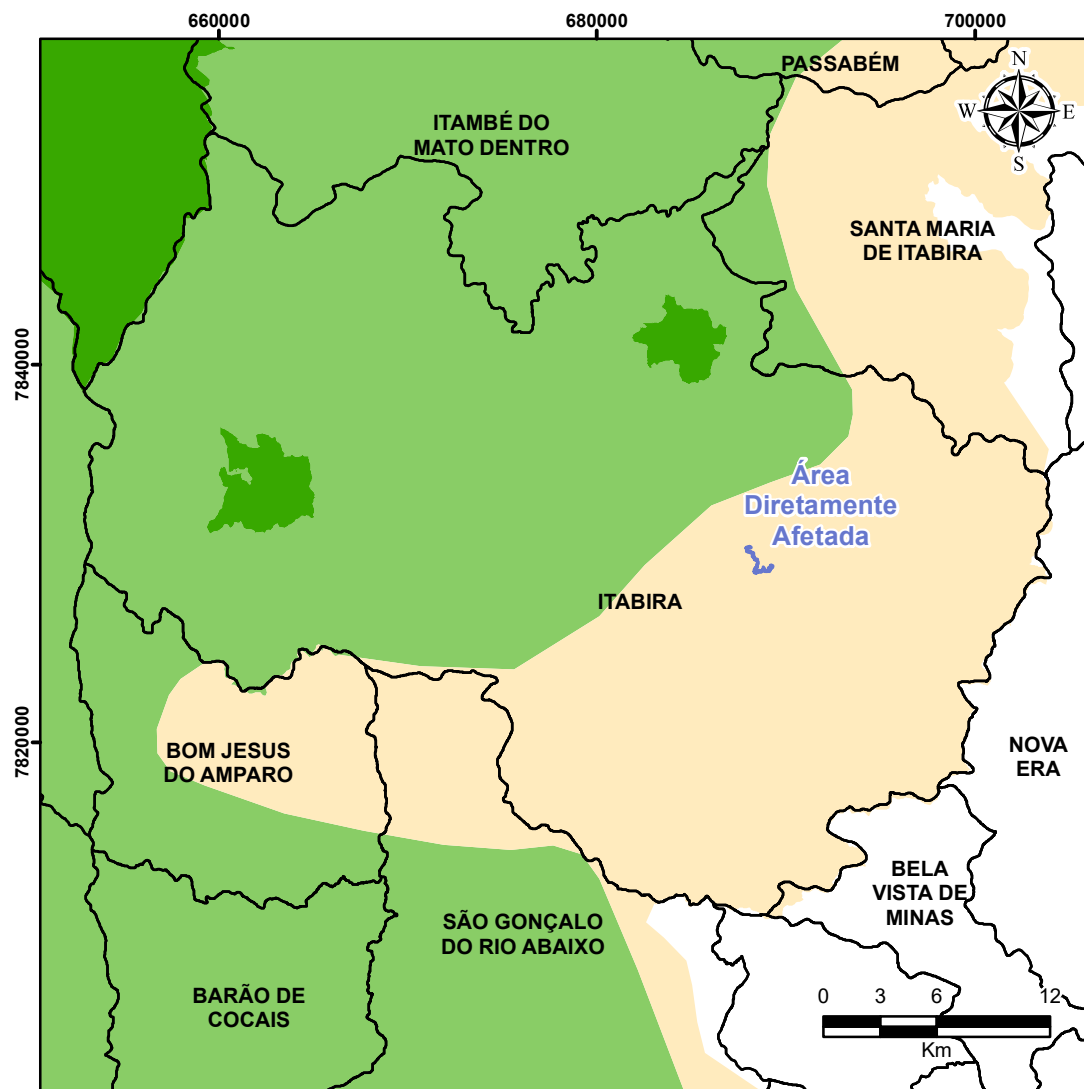 660000
680000
700000
PASSABÉM
N
W
E
S
ITAMBÉ DO
MATO DENTRO
SANTA MARIA
DE ITABIRA
7840000
Área
Diretamente
Afetada
ITABIRA
7820000
BOM JESUS
DO AMPARO
NOVA
ERA
BELA
VISTA DE
MINAS
SÃO GONÇALO
DO RIO ABAIXO
BARÃO DE
COCAIS
0 3 6 12
Km